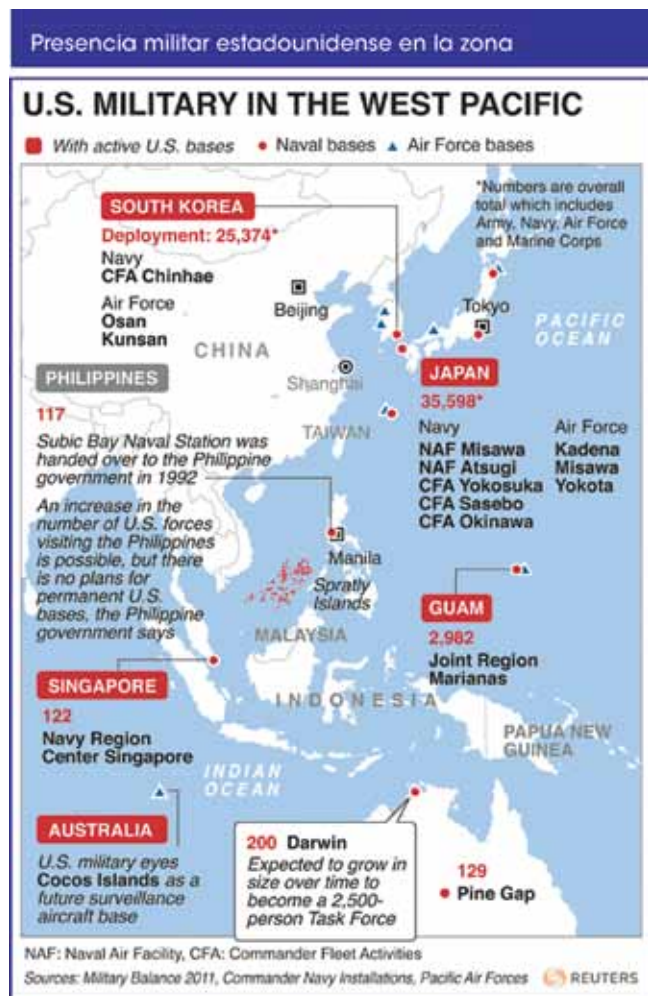 Presencia militar estadounidense en la zona
U.S. MILITARY IN THE WEST PACIFIC
With active U.S. bases
Naval bases
Air Force bases
*Numbers are overall
total which includes
Army, Navy, Air Force
and Marine Corps
SOUTH KOREA
Deployment: 25,374*
Navy
CFA Chinhae
Air Force
Osan
Kunsan
Beijing
Tokyo
PACIFIC
OCEAN
CHINA
Shanghai
TAIWAN
PHILIPPINES
117
Subic Bay Naval Station was
handed over to the Philippine
government in 1992
An increase in the
number of U.S. forces
visiting the Philippines
is possible, but there
is no plans for
permanent U.S.
bases, the Philippine
government says
JAPAN
35,598*
Navy
NAF Misawa
NAF Atsugi
CFA Yokosuka
CFA Sasebo
CFA Okinawa
Air Force
Kadena
Misawa
Yokota
Manila
Spratly
Islands
MALAYSIA
GUAM
2,982
Joint Region
Marianas
SINGAPORE
122
Navy Region
Center Singapore
INDONESIA
PAPUA NEW
GUINEA
INDIAN
OCEAN
AUSTRALIA
U.S. military eyes
Cocos Islands as a
future surveillance
aircraft base
200 Darwin
Expected to grow in
size over time to
become a 2,500-
person Task Force
129
Pine Gap
NAF: Naval Air Facility, CFA: Commander Fleet Activities
Sources: Military Balance 2011, Commander Navy Installations, Pacific Air Forces
REUTERS